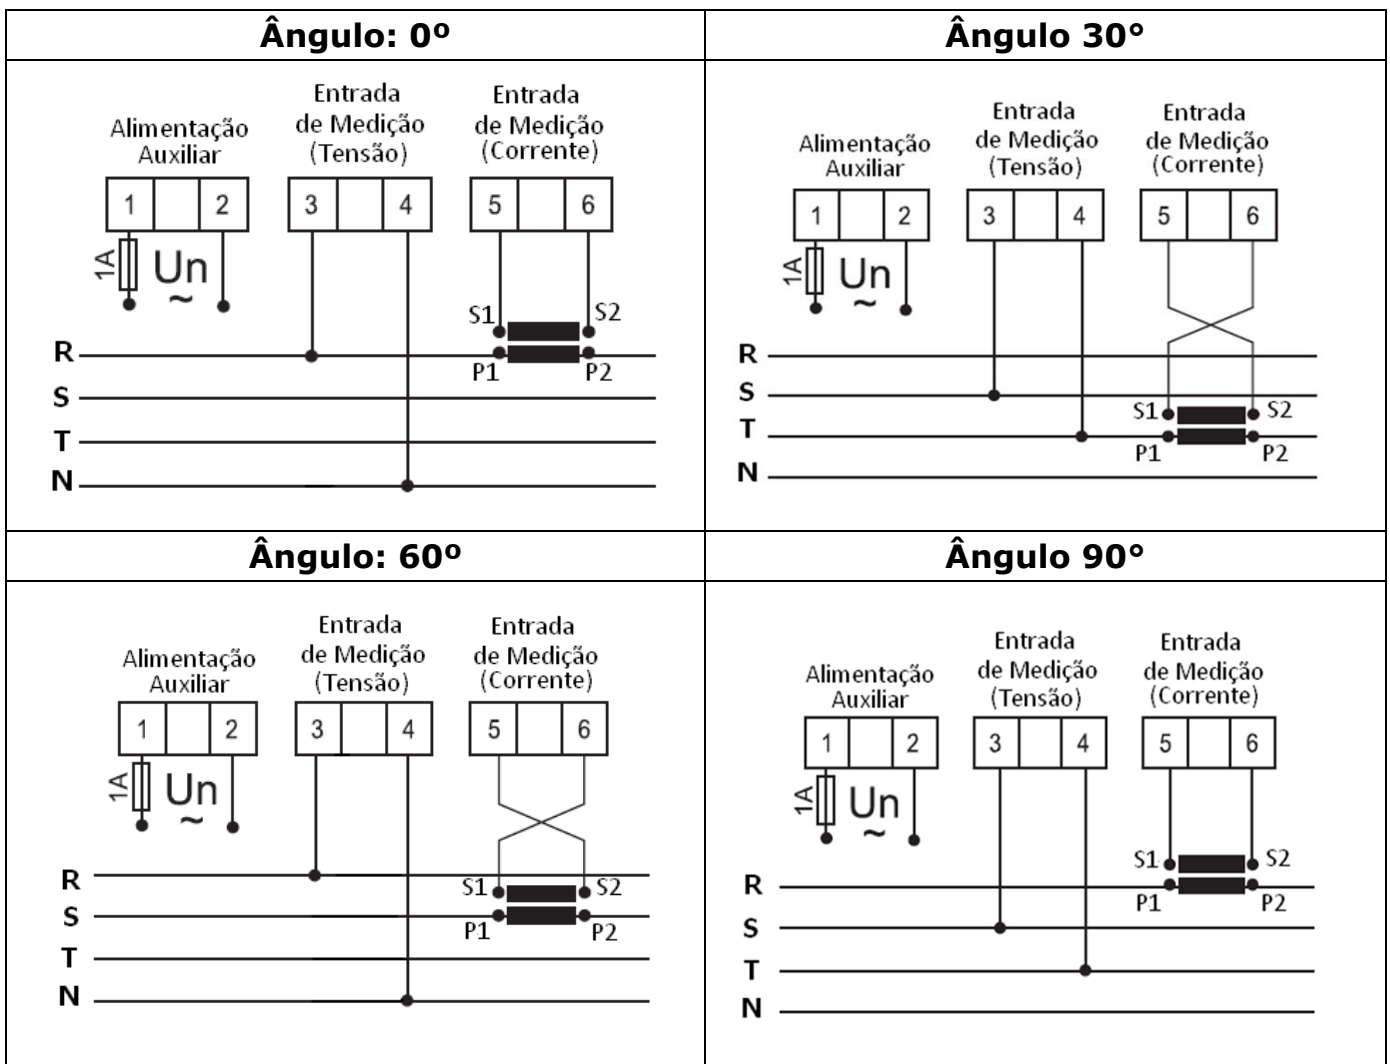 Ângulo: 0º
Entrada
de Medição
(Tensão)
Entrada
de Medição
(Corrente)
Alimentação
Auxiliar
1 2 3 4 5 6
1A Un
~
S1 S2
R
P1 P2
S
T
N
Ângulo 30°
Entrada
de Medição
(Tensão)
Entrada
de Medição
(Corrente)
Alimentação
Auxiliar
1 2 3 4 5 6
1A Un
~
R
S
S1 S2
T
P1 P2
N
Ângulo: 60º
Entrada
de Medição
(Tensão)
Entrada
de Medição
(Corrente)
Alimentação
Auxiliar
1 2 3 4 5 6
1A Un
~
R
S1 S2
S
P1 P2
T
N
Ângulo 90°
Entrada
de Medição
(Tensão)
Entrada
de Medição
(Corrente)
Alimentação
Auxiliar
1 2 3 4 5 6
1A Un
~
S1 S2
R
P1 P2
S
T
N